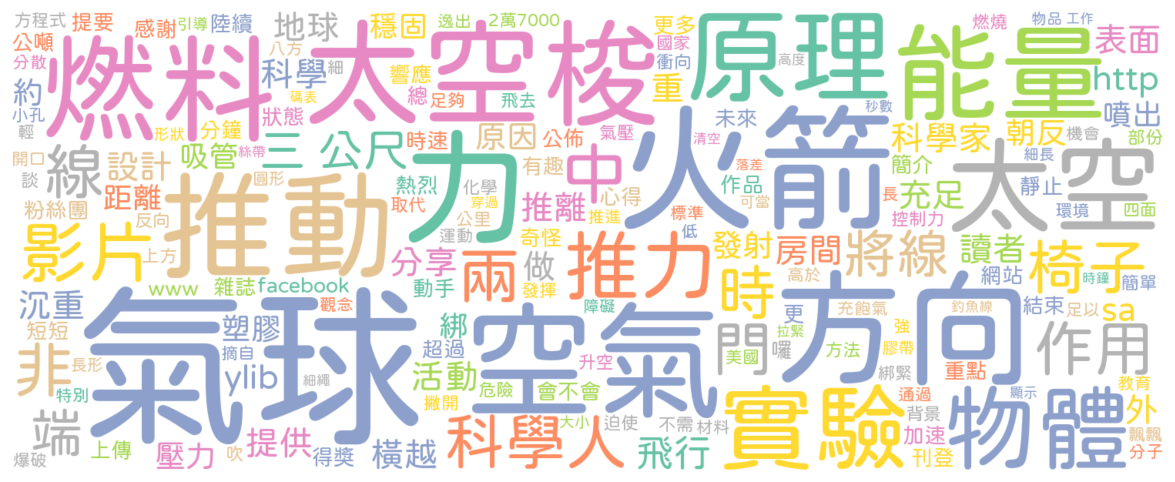 方程式 提要 感謝 引導 陸續 地球 穩固 逸出 2萬7000 更多 原理 能量 燃燒 物品 工作
公噸 八方 科學 細 響應 國家 衝向 高度 表面
分散 燃料 太空梭 重 http
約 碼表 狀態 總 足夠 飛去 秒數 噴出
小孔 輕 形狀 分鐘 原因 公佈 氣壓 未來 清空 科學家 朝反 機會 部份
開口 絲帶 吸管 三 公尺 力 時速 中 火箭 簡介 細長 太空
談 線 設計 熱烈 化學 有趣 作品 落差 充足 靜止
粉絲團 距離 圓形 取代 穿過 推離 心得 可當 長 環境 四面
反向 推動 公里 推進 標準 控制力
影片 上方 運動 奇怪 低 發射 房間 將線 讀者 椅子
www 分享 兩 做 推力 時 高於 網站 時鐘 簡單
沉重 雜誌 facebook 動手 發揮 障礙 更 充飽氣 釣魚線 結束 足以 sa
短短 觀念 塑膠 綁 空氣 門 拉緊 方向 強 作用
非 長形 摘自 氣球 超過 升空 美國 囉 方法 膠帶
特別 ylib 細繩 活動 危險 會不會 綁緊 重點 顯示 教育
端 撇開 大小 迫使 不需 材料 實驗 通過 背景 物體 外
上傳 提供 橫越 科學人 飛行 加速 飄飄
爆破 壓力 吹 得獎 刊登 分子